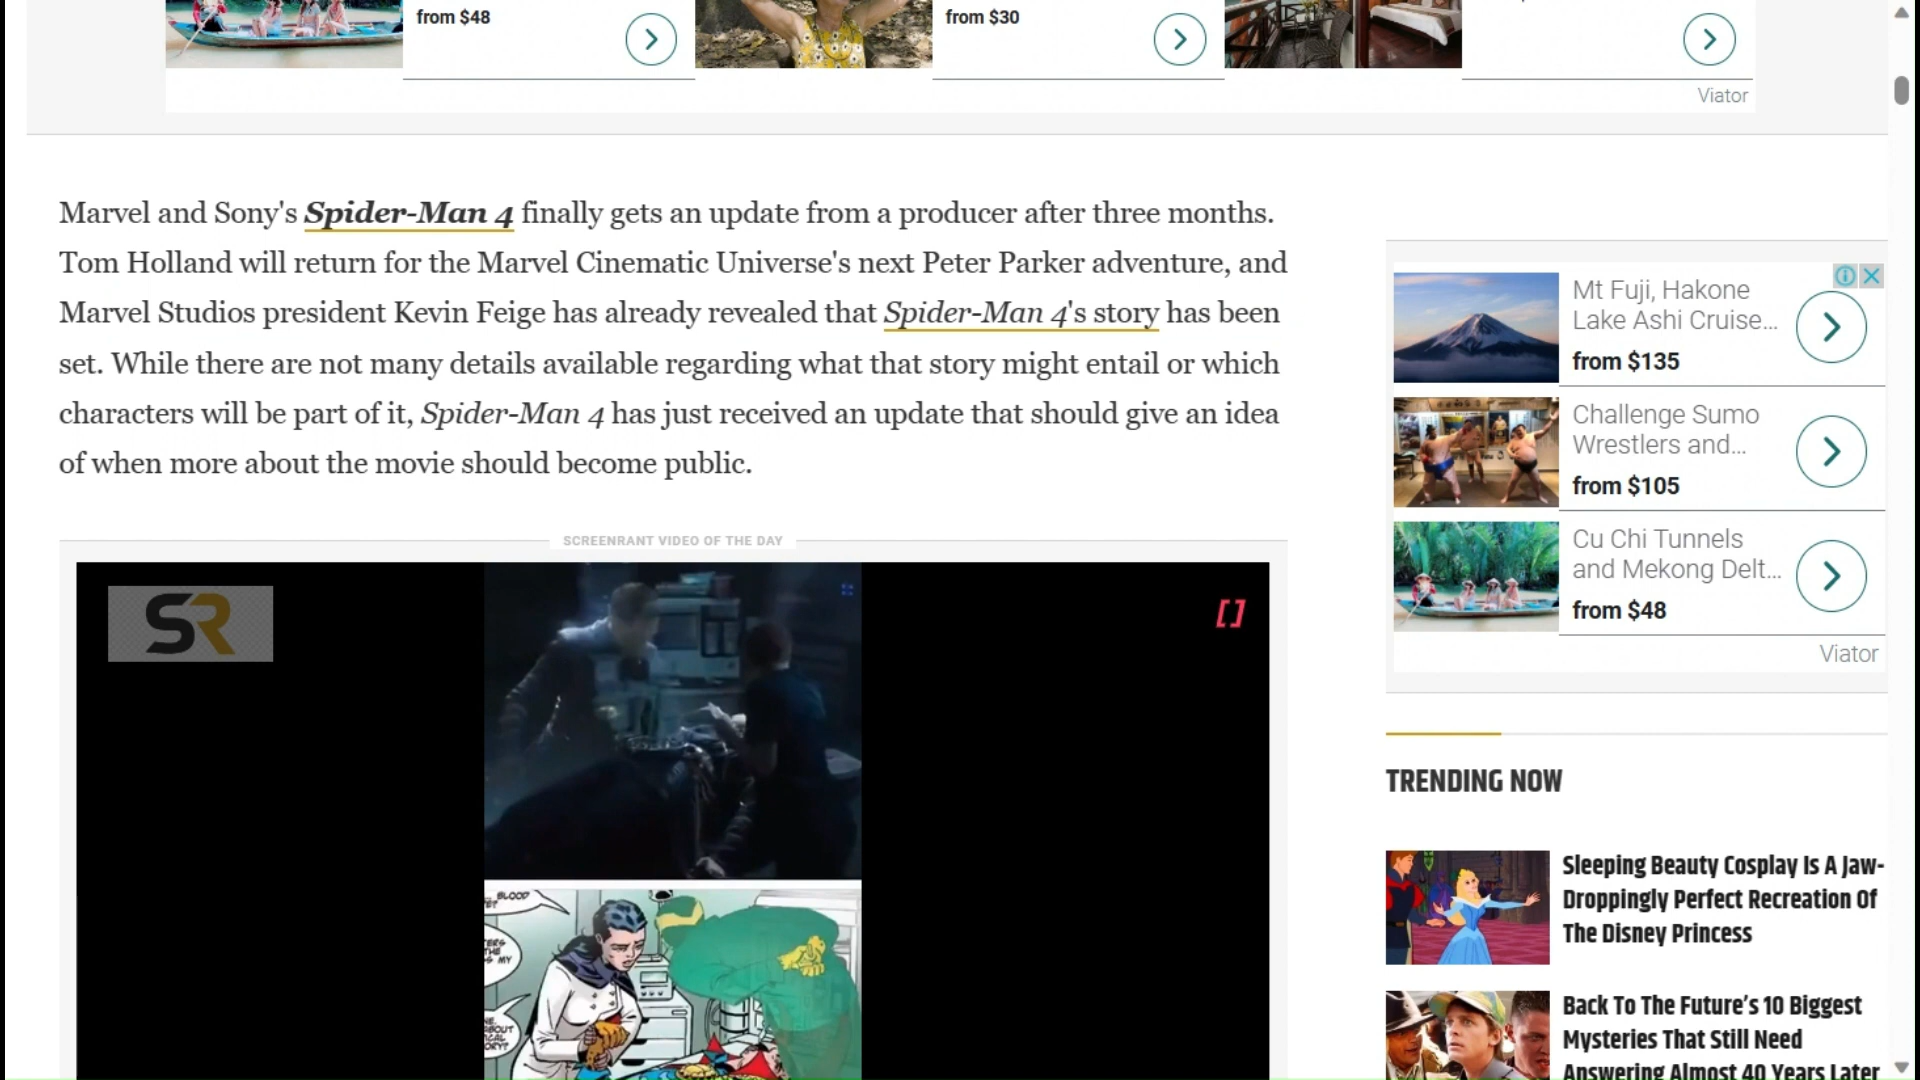 from $48
from $30
Viator
Marvel and Sony's Spider-Man 4 finally gets an update from a producer after three months.
Tom Holland will return for the Marvel Cinematic Universe's next Peter Parker adventure, and
Marvel Studios president Kevin Feige has already revealed that Spider-Man 4's story has been
set. While there are not many details available regarding what that story might entail or which
characters will be part of it, Spider-Man 4 has just received an update that should give an idea
of when more about the movie should become public.
SCREENRANT VIDEO OF THE DAY
SR
BLOOD
Mt Fuji, Hakone
Lake Ashi Cruise...
from $135
Challenge Sumo
Wrestlers and...
from $105
Cu Chi Tunnels
and Mekong Delt...
from $48
Viator
TRENDING NOW
Sleeping Beauty Cosplay Is A Jaw-
Droppingly Perfect Recreation Of
The Disney Princess
Back To The Future's 10 Biggest
Mysteries That Still Need
Answering Almost 40 Years Later